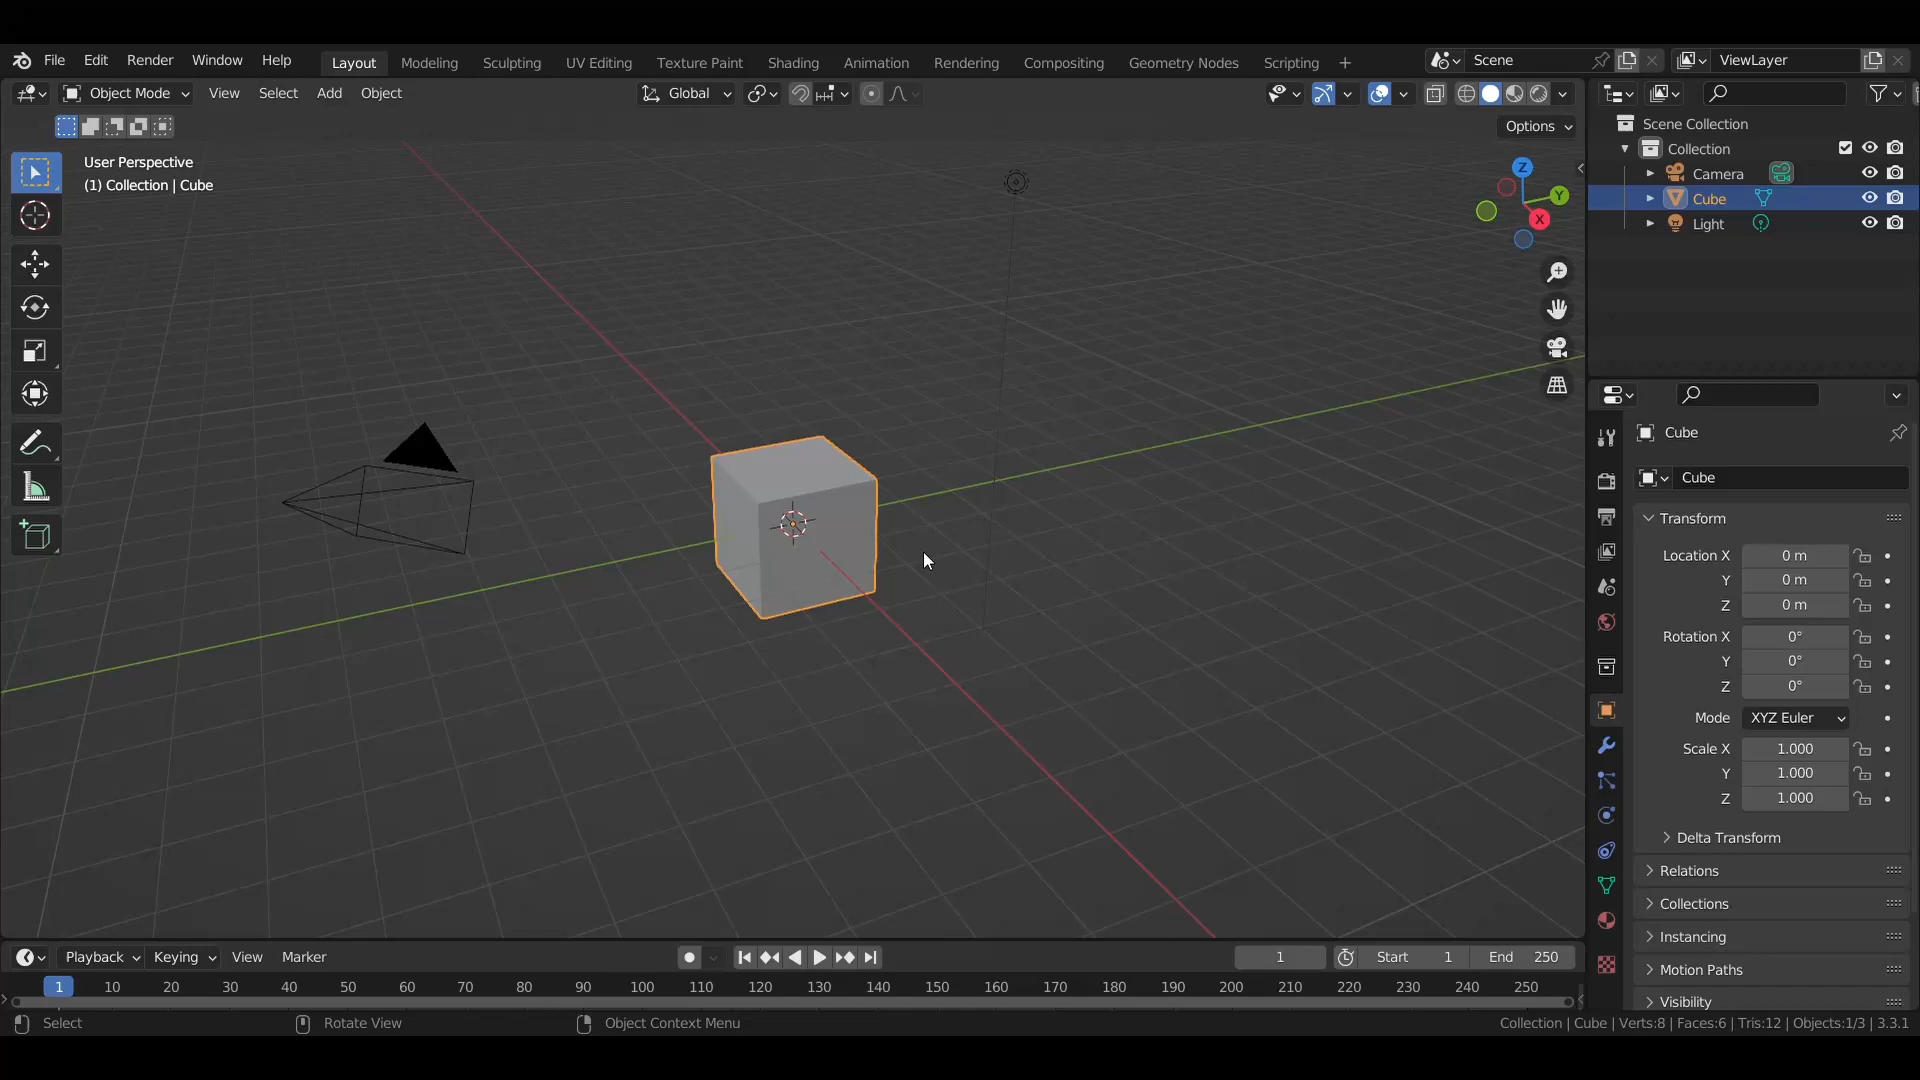 File Edit Render Window Help Layout Modeling Sculpting UV Editing Texture Paint Shading Animation Rendering Compositing Geometry Nodes Scripting + Scene ViewLayer
Object Mode View Select Add Object Global
Options
User Perspective
(1) Collection | Cube
Z
Y
X
Scene Collection
Collection
Camera
Cube
Light
Cube
Cube
Transform
Location X 0 m
Y 0 m
Z 0 m
Rotation X 0°
Y 0°
Z 0°
Mode XYZ Euler
Scale X 1.000
Y 1.000
Z 1.000
Delta Transform
Relations
Collections
Instancing
Motion Paths
Visibility
Playback Keying View Marker 1 Start 1 End 250
1 10 20 30 40 50 60 70 80 90 100 110 120 130 140 150 160 170 180 190 200 210 220 230 240 250
Select Rotate View Object Context Menu Collection | Cube | Verts:8 | Faces:6 | Tris:12 | Objects:1/3 | 3.3.1